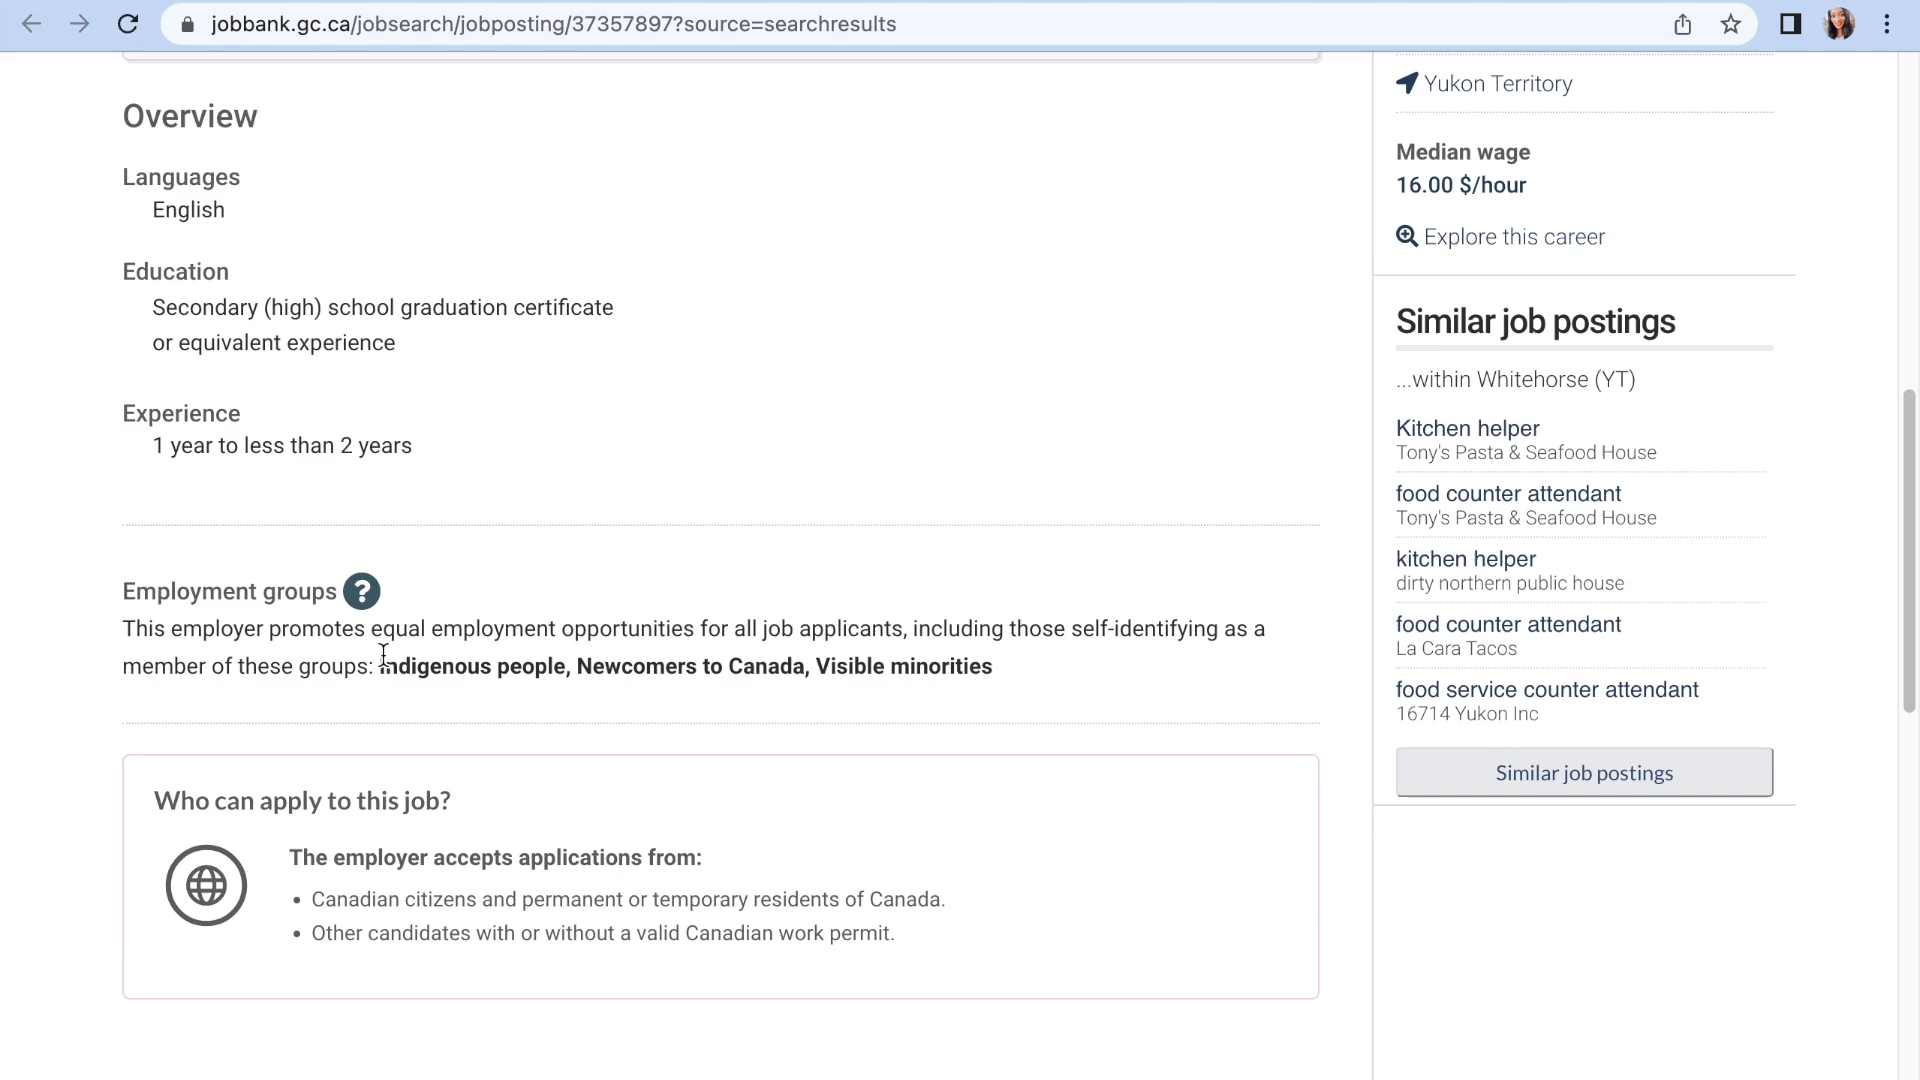 jobbank.gc.ca/jobsearch/jobposting/37357897?source=searchresults
Overview
Languages
English
Education
Secondary (high) school graduation certificate
or equivalent experience
Experience
1 year to less than 2 years
Employment groups ?
This employer promotes equal employment opportunities for all job applicants, including those self-identifying as a
member of these groups: Indigenous people, Newcomers to Canada, Visible minorities
Who can apply to this job?
The employer accepts applications from:
• Canadian citizens and permanent or temporary residents of Canada.
• Other candidates with or without a valid Canadian work permit.
Yukon Territory
Median wage
16.00 $/hour
Explore this career
Similar job postings
...within Whitehorse (YT)
Kitchen helper
Tony's Pasta & Seafood House
food counter attendant
Tony's Pasta & Seafood House
kitchen helper
dirty northern public house
food counter attendant
La Cara Tacos
food service counter attendant
16714 Yukon Inc
Similar job postings